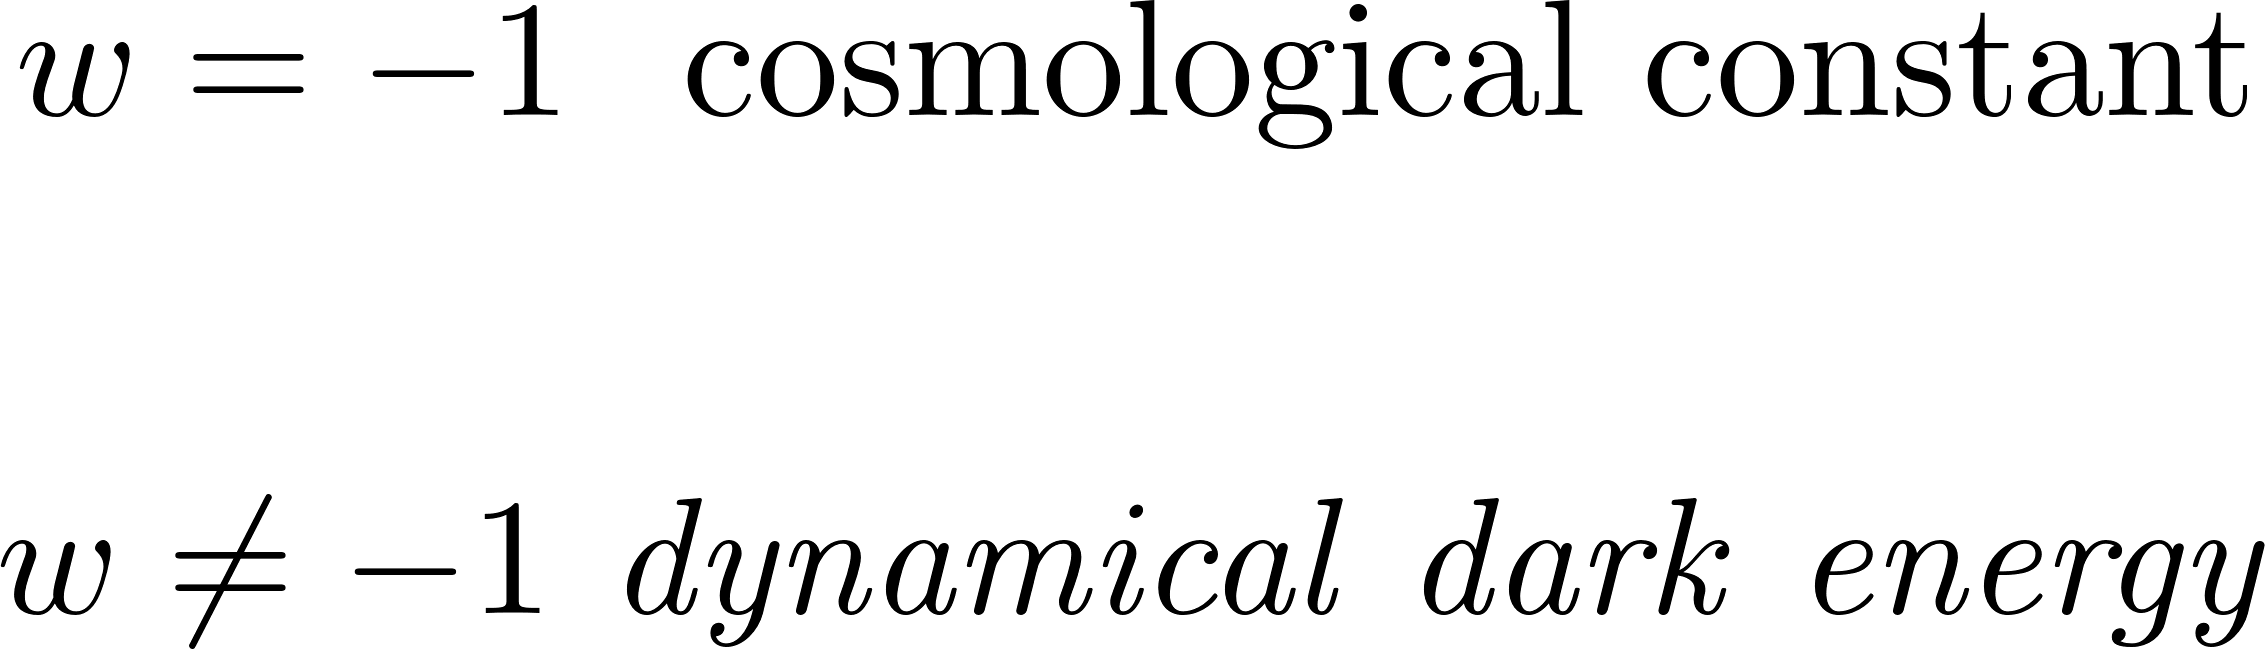 w = −1 cosmological constant
w ≠ −1 dynamical dark energy